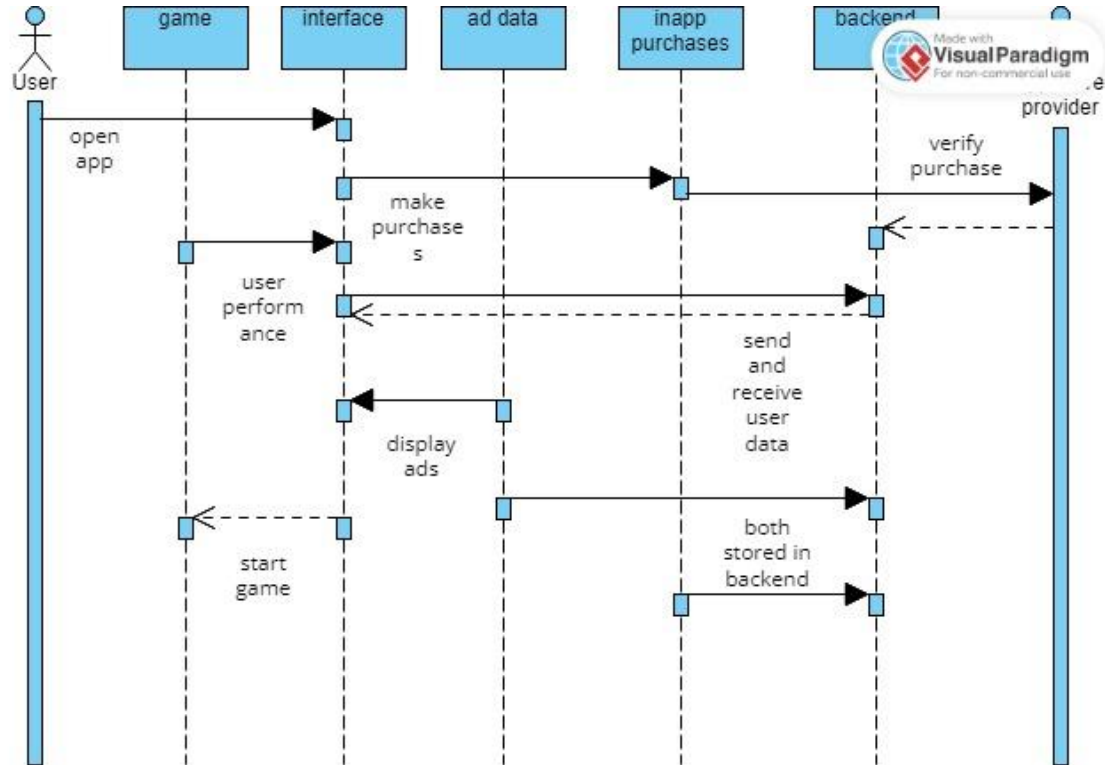 game
interface
ad data
inapp
purchases
backend
Made with
Visual Paradigm
For non-commercial use
User
provider
open
app
verify
purchase
make
purchase
s
user
perform
ance
send
and
receive
user
data
display
ads
both
stored in
backend
start
game